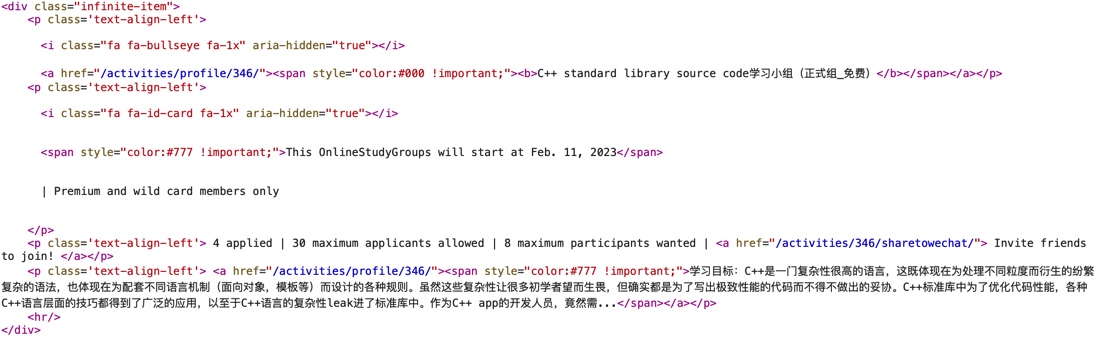 <div class="infinite-item">
<p class='text-align-left'>
<i class="fa fa-bullseye fa-1x" aria-hidden="true"></i>
<a href="/activities/profile/346/"><span style="color:#000 !important;"><b>C++ standard library source code学习小组（正式组_免费）</b></span></a></p>
<p class='text-align-left'>
<i class="fa fa-id-card fa-1x" aria-hidden="true"></i>
<span style="color:#777 !important;">This OnlineStudyGroups will start at Feb. 11, 2023</span>
| Premium and wild card members only
</p>
<p class='text-align-left'> 4 applied | 30 maximum applicants allowed | 8 maximum participants wanted | <a href="/activities/346/sharetowechat/"> Invite friends
to join! </a></p>
<p class='text-align-left'> <a href="/activities/profile/346/"><span style="color:#777 !important;">学习目标：C++是一门复杂性很高的语言，这既体现在为处理不同粒度而衍生的纷繁
复杂的语法，也体现在为配套不同语言机制（面向对象，模板等）而设计的各种规则。虽然这些复杂性让很多初学者望而生畏，但确实都是为了写出极致性能的代码而不得不做出的妥协。C++标准库中为了优化代码性能，各种
C++语言层面的技巧都得到了广泛的应用，以至于C++语言的复杂性leak进了标准库中。作为C++ app的开发人员，竟然需...</span></a></p>
<hr/>
</div>